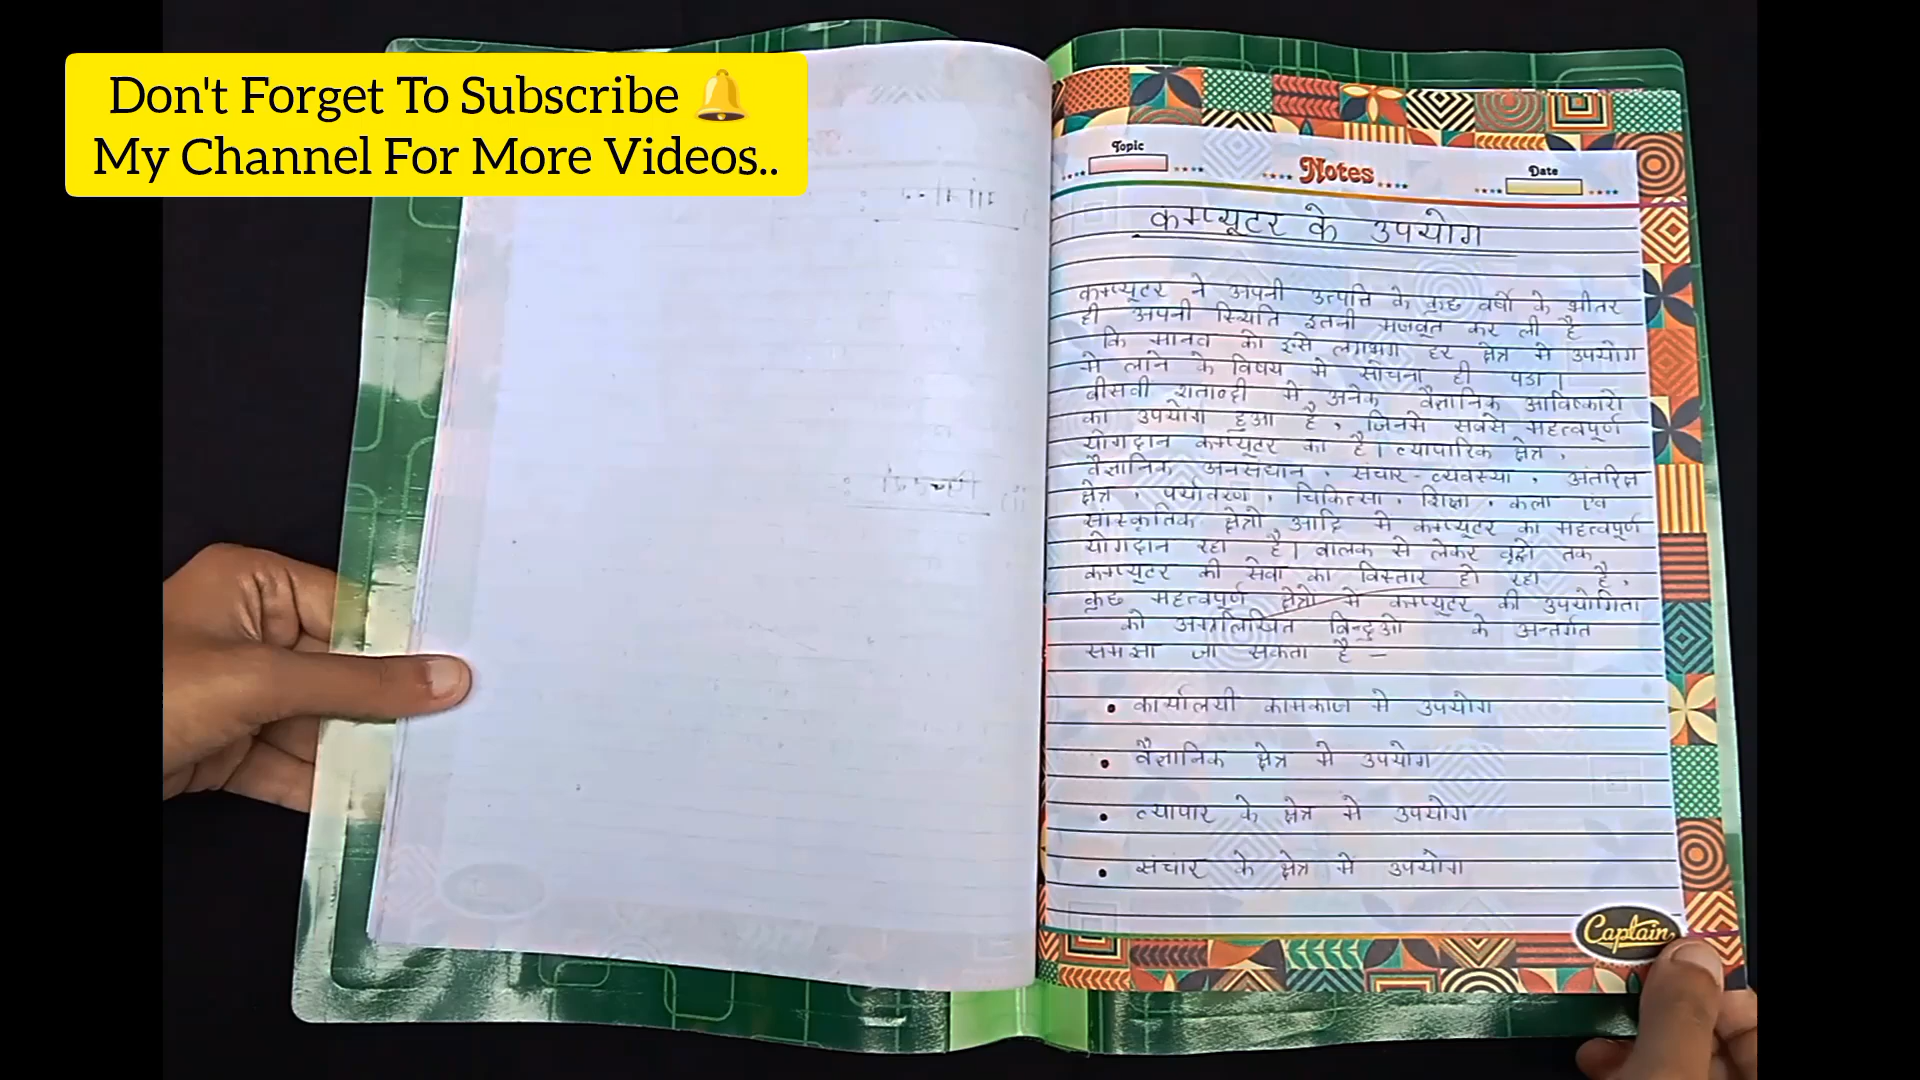 Don't Forget To Subscribe 🔔
My Channel For More Videos..
Topic
Notes
Date
कम्प्यूटर के उपयोग
कम्प्यूटर ने अपनी उत्पत्ति के कुछ वर्षो के भीतर
ही अपनी स्थिति इतनी मजबूत कर ली है
कि मानव को इसे लगभग हर क्षेत्र मे उपयोग
मे लाने के विषय मे सोचना ही पडा।
बीसवी शताब्दी मे अनेक वैज्ञानिक आविष्कारो
का उपयोग हुआ है, जिनमे सबसे महत्वपूर्ण
योगदान कम्प्यूटर का है। व्यापारिक क्षेत्र,
वैज्ञानिक अनसंधान, संचार-व्यवस्था, अंतरिक्ष
क्षेत्र, पर्यावरण, चिकित्सा, शिक्षा, कला एवं
सांस्कृतिक क्षेत्रो आदि मे कम्प्यूटर का महत्वपूर्ण
योगदान रहा है। बालक से लेकर वृद्धो तक
कम्प्यूटर की सेवा का विस्तार हो रहा है,
कुछ महत्वपूर्ण क्षेत्रो मे कम्प्यूटर की उपयोगिता
को अग्रलिखित बिन्दुओ के अन्तर्गत
समझा जा सकता है –
• कार्यालयी कामकाज मे उपयोग
• वैज्ञानिक क्षेत्र मे उपयोग
• व्यापार के क्षेत्र मे उपयोग
• संचार के क्षेत्र में उपयोग
Captain